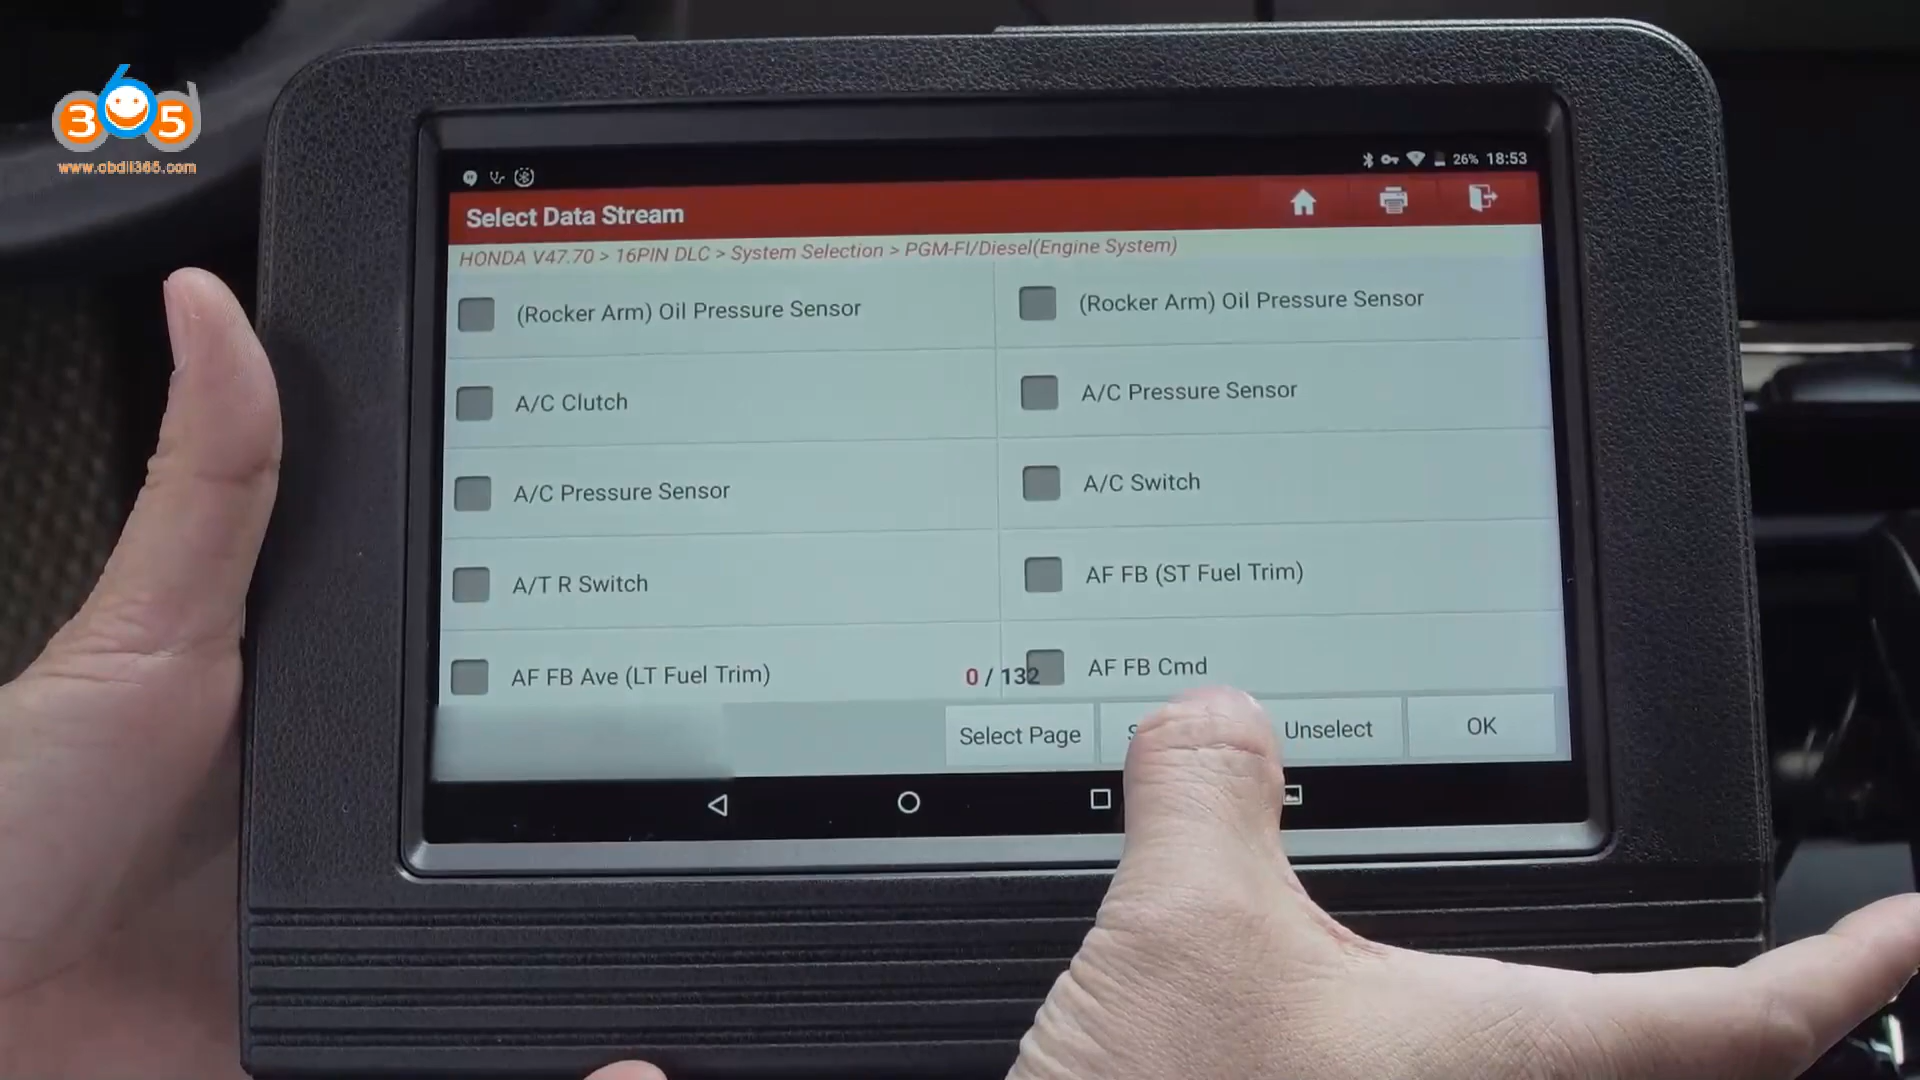 365
www.obdii365.com
26% 18:53
Select Data Stream
HONDA V47.70 > 16PIN DLC > System Selection > PGM-FI/Diesel(Engine System)
(Rocker Arm) Oil Pressure Sensor
(Rocker Arm) Oil Pressure Sensor
A/C Clutch
A/C Pressure Sensor
A/C Pressure Sensor
A/C Switch
A/T R Switch
AF FB (ST Fuel Trim)
AF FB Ave (LT Fuel Trim)
0 / 132
AF FB Cmd
Select Page
Unselect
OK